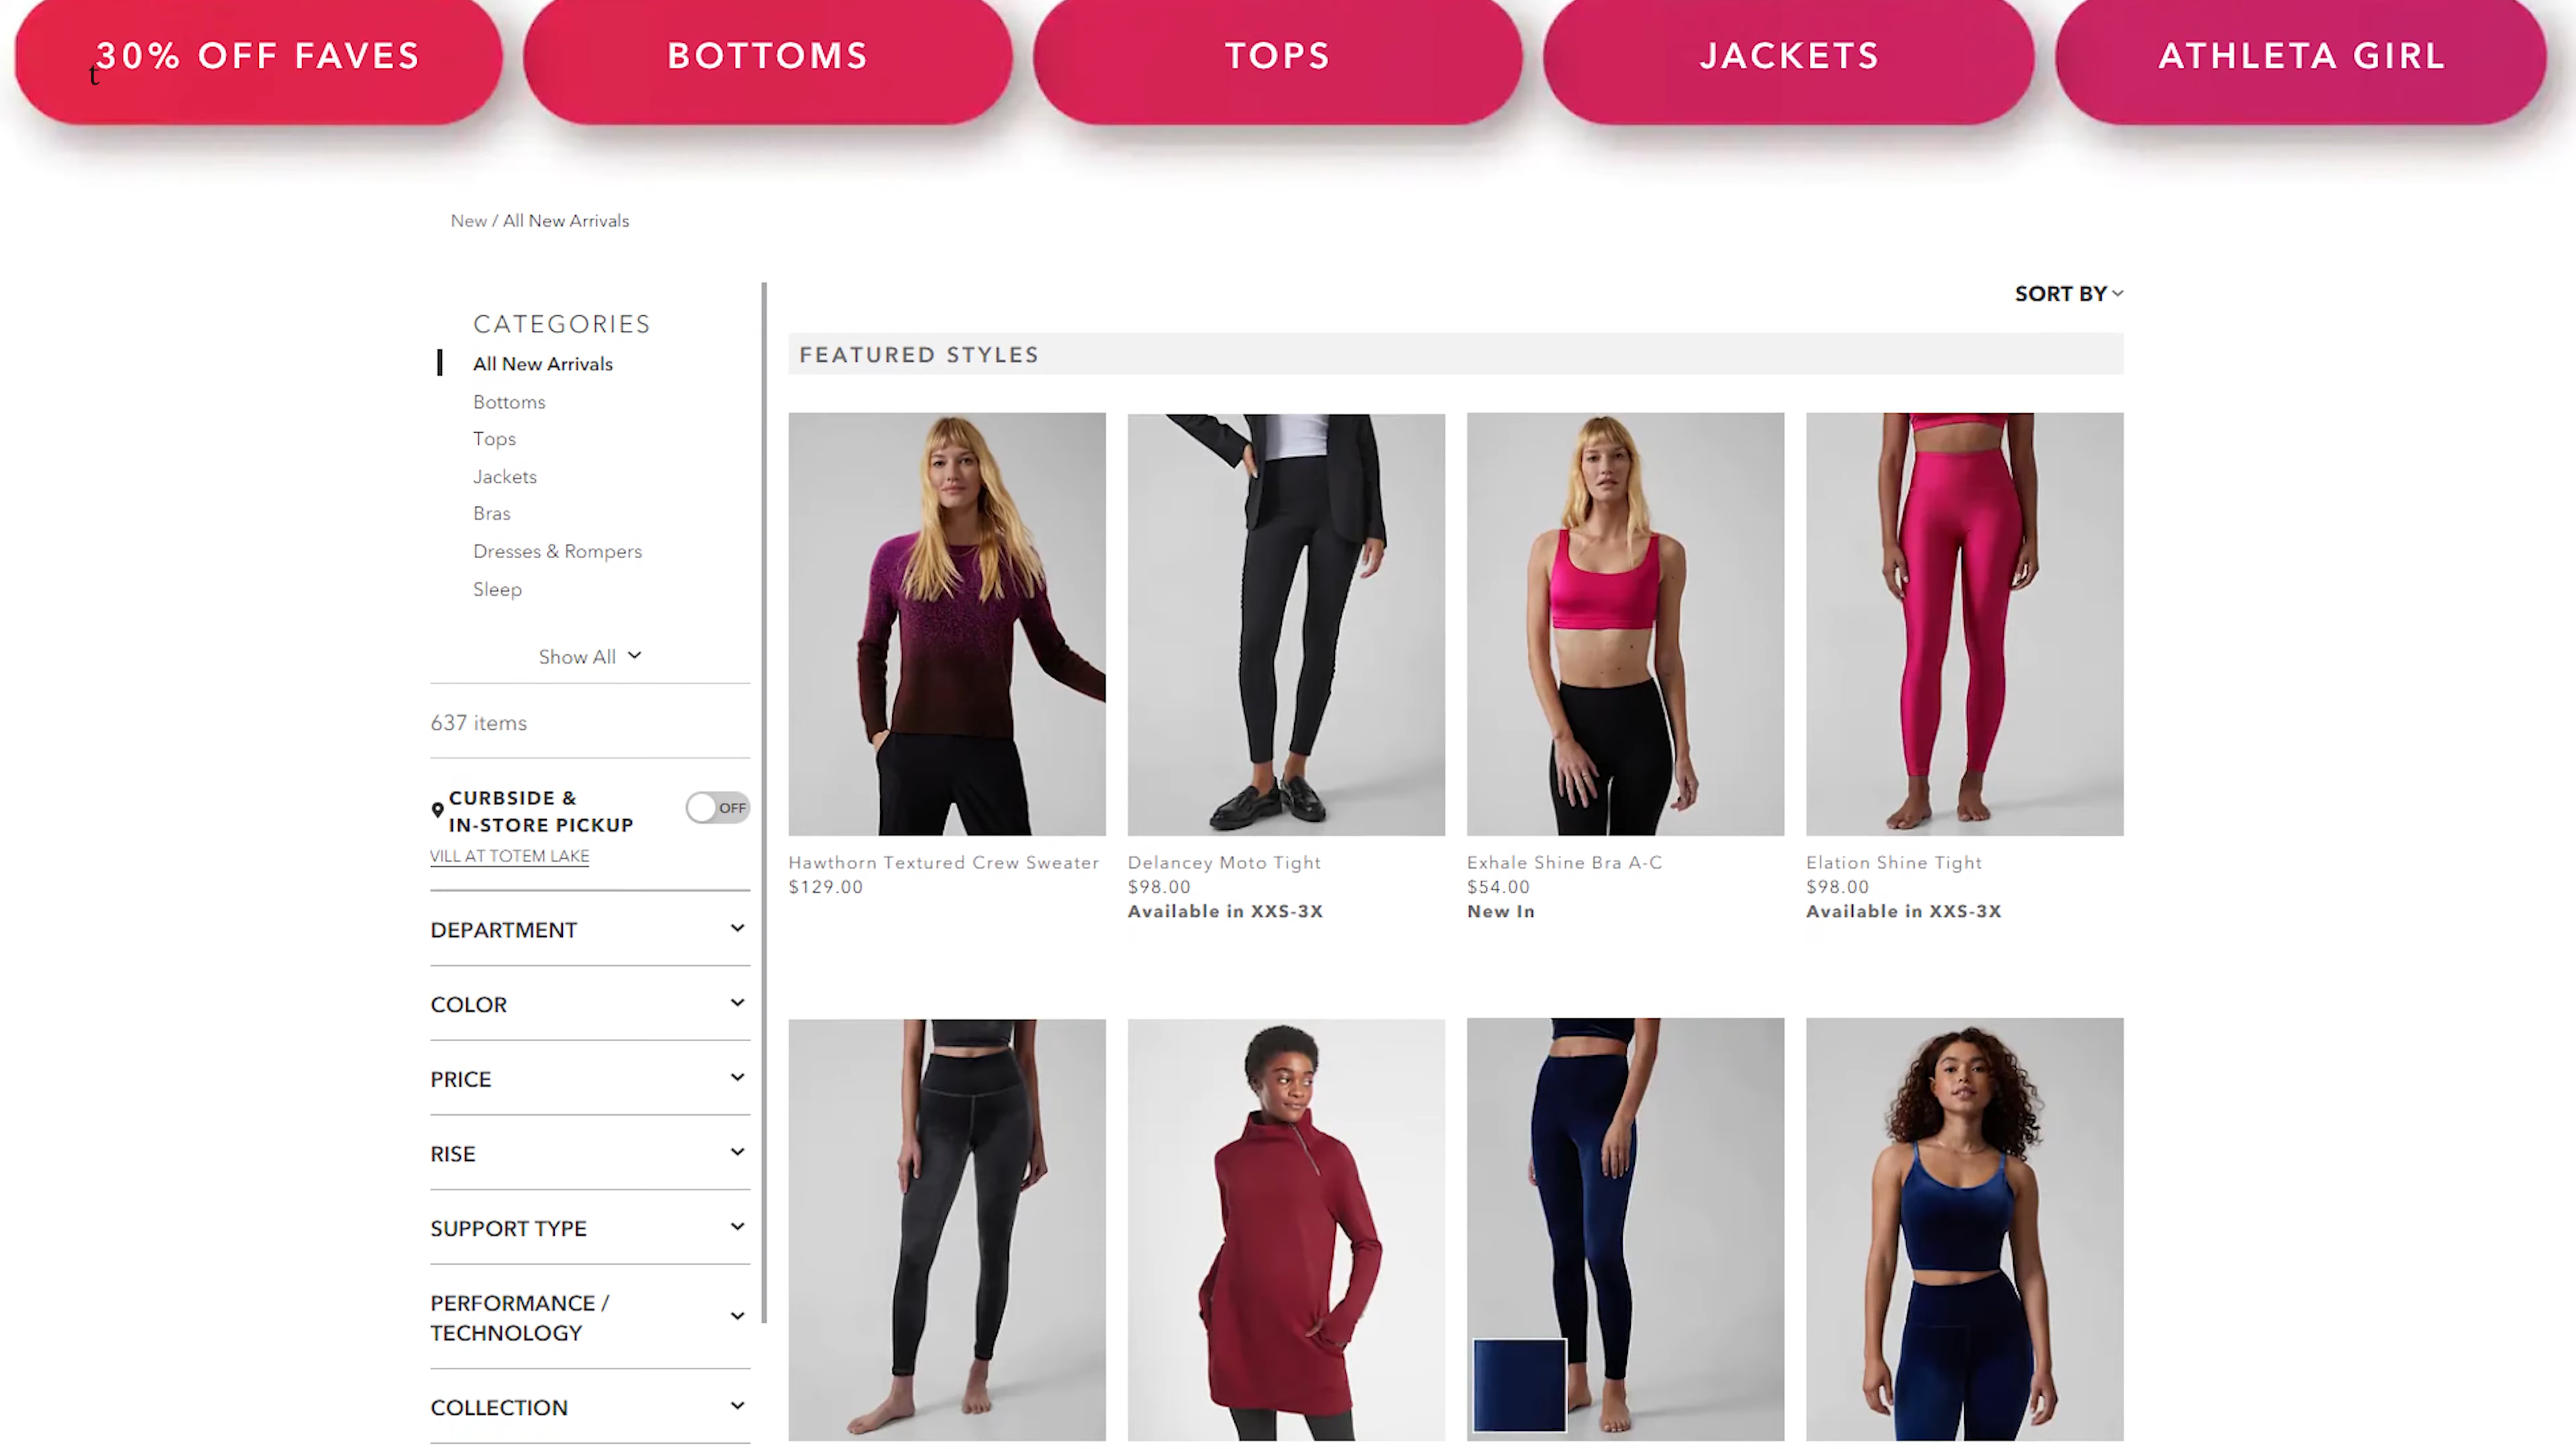 30% OFF FAVES
BOTTOMS
TOPS
JACKETS
ATHLETA GIRL
t
New / All New Arrivals
SORT BY
CATEGORIES
All New Arrivals
Bottoms
Tops
Jackets
Bras
Dresses & Rompers
Sleep
Show All
637 items
CURBSIDE &
IN-STORE PICKUP
OFF
VILL AT TOTEM LAKE
DEPARTMENT
COLOR
PRICE
RISE
SUPPORT TYPE
PERFORMANCE /
TECHNOLOGY
COLLECTION
FEATURED STYLES
Hawthorn Textured Crew Sweater
$129.00
Delancey Moto Tight
$98.00
Available in XXS-3X
Exhale Shine Bra A-C
$54.00
New In
Elation Shine Tight
$98.00
Available in XXS-3X